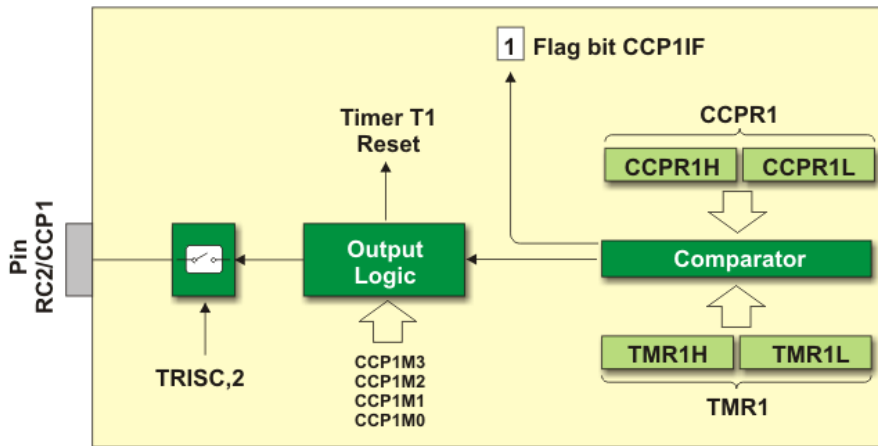 1 Flag bit CCP1IF
Timer T1
Reset
CCPR1
CCPR1H CCPR1L
Pin
RC2/CCP1
Output
Logic
Comparator
TRISC,2
CCP1M3
CCP1M2
CCP1M1
CCP1M0
TMR1H TMR1L
TMR1